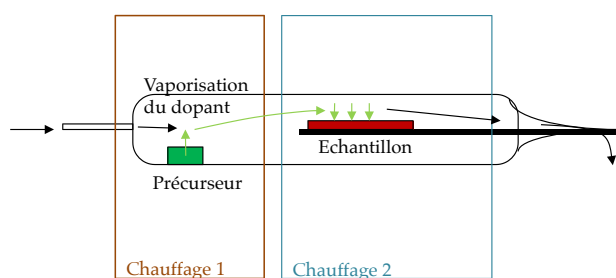 Vaporisation
du dopant
Précurseur
Echantillon
Chauffage 1
Chauffage 2